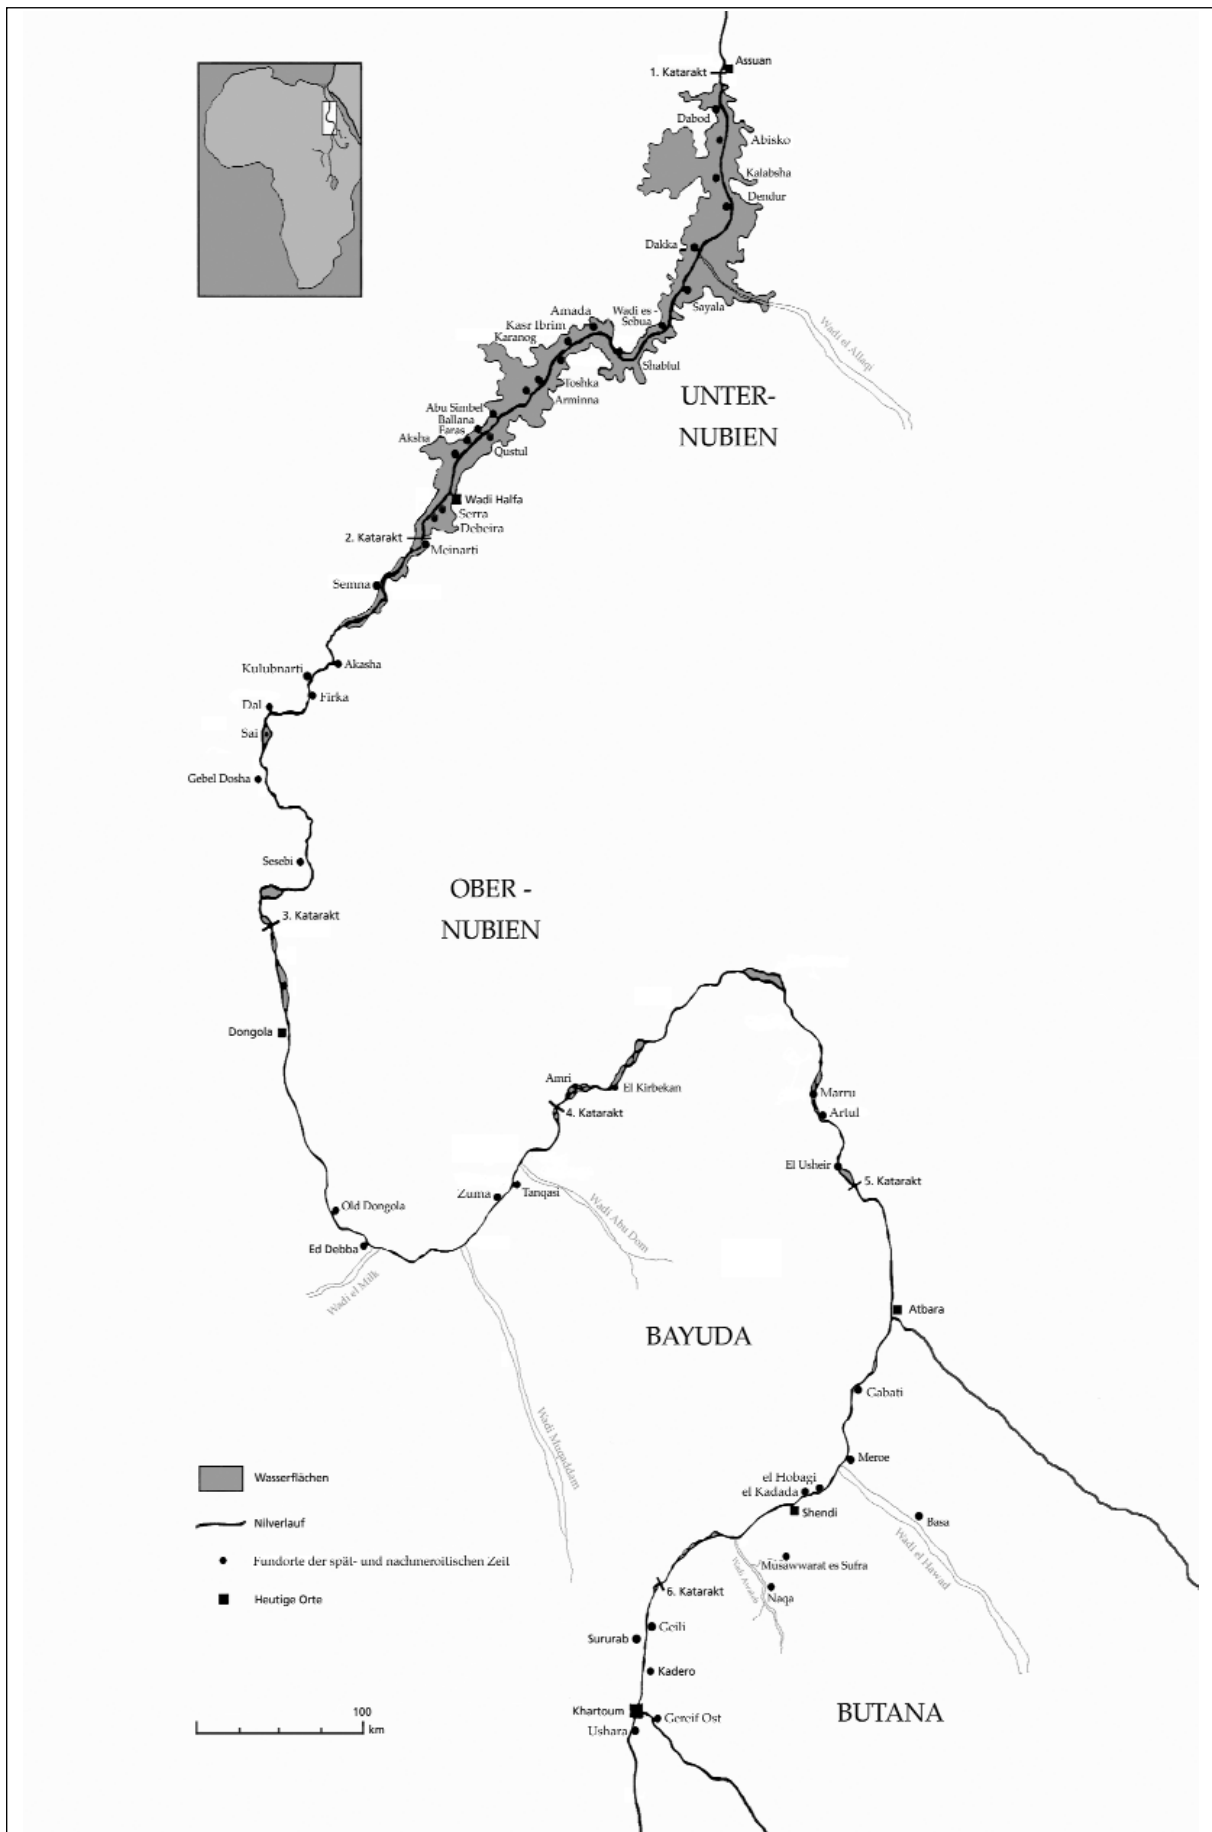 Assuan
1. Katarakt
Dabod
Abisko
Kalabsha
Dendur
Dakka
Sayala
Wadi es -
Sebua
Wadi el Allaqi
Amada
Kasr Ibrim
Karanog
Shablul
Toshka
Arminna
UNTER-
NUBIEN
Abu Simbel
Ballana
Faras
Aksha
Qustul
Wadi Halfa
Serra
Debeira
2. Katarakt
Meinarti
Semna
Akasha
Kulubnarti
Firka
Dal
Sai
Gebel Dosha
Sesebi
OBER -
NUBIEN
3. Katarakt
Dongola
Amri
El Kirbekan
4. Katarakt
Marru
Artul
El Usheir
5. Katarakt
Zuma
Tanqasi
Wadi Abu Dom
Old Dongola
Ed Debba
Wadi el Milk
Atbara
BAYUDA
Gabati
Wadi Muqaddam
Meroe
el Hobagi
el Kadada
Shendi
Basa
Wadi el Hawad
Musawwarat es Sufra
Wadi Awateib
Naqa
6. Katarakt
Geili
Sururab
Kadero
Khartoum
Gereif Ost
Ushara
BUTANA
Wasserflächen
Nilverlauf
Fundorte der spät- und nachmeroitischen Zeit
Heutige Orte
100
km